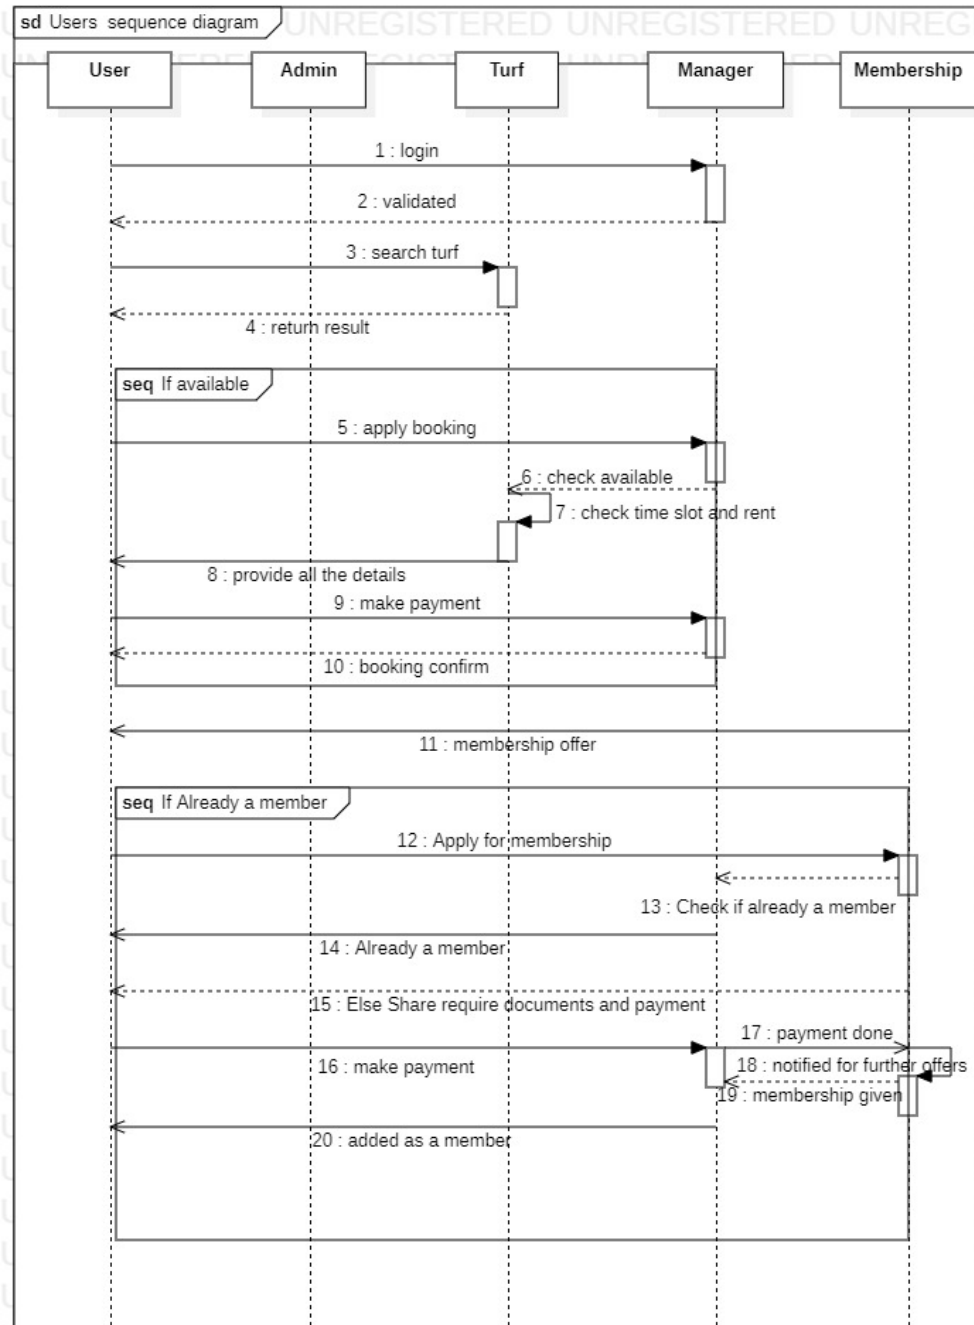 sd Users sequence diagram
UNREGISTERED UNREGISTERED UNREG
User
Admin
Turf
Manager
Membership
1 : login
2 : validated
3 : search turf
4 : return result
seq If available
5 : apply booking
6 : check available
7 : check time slot and rent
8 : provide all the details
9 : make payment
10 : booking confirm
11 : membership offer
seq If Already a member
12 : Apply for membership
13 : Check if already a member
14 : Already a member
15 : Else Share require documents and payment
17 : payment done
16 : make payment
18 : notified for further offers
19 : membership given
20 : added as a member